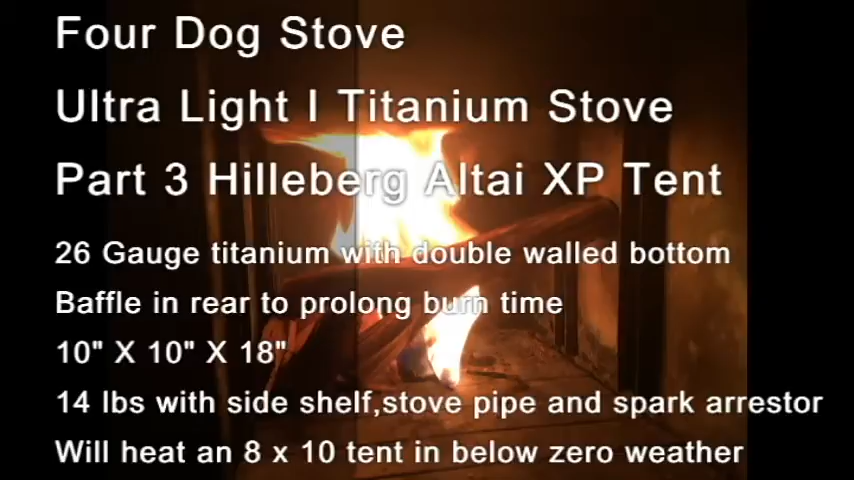 Four Dog Stove
Ultra Light I Titanium Stove
Part 3 Hilleberg Altai XP Tent
26 Gauge titanium with double walled bottom
Baffle in rear to prolong burn time
10" X 10" X 18"
14 lbs with side shelf,stove pipe and spark arrestor
Will heat an 8 x 10 tent in below zero weather